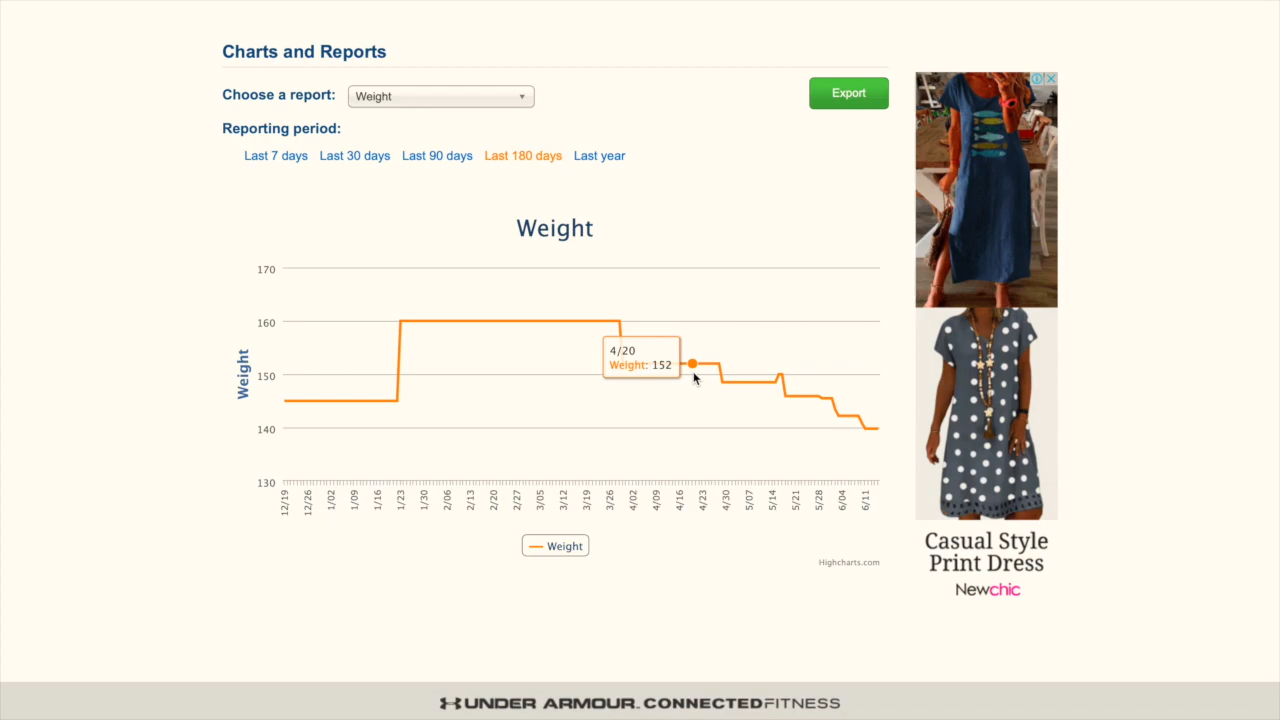 Charts and Reports
Choose a report: Weight
Export
Reporting period:
Last 7 days Last 30 days Last 90 days Last 180 days Last year
Weight
170
160
150
140
130
Weight
4/20
Weight: 152
12/19 12/26 1/02 1/09 1/16 1/23 1/30 2/06 2/13 2/20 2/27 3/05 3/12 3/19 3/26 4/02 4/09 4/16 4/23 4/30 5/07 5/14 5/21 5/28 6/04 6/11
Weight
Highcharts.com
Casual Style
Print Dress
Newchic
UNDER ARMOUR. CONNECTEDFITNESS